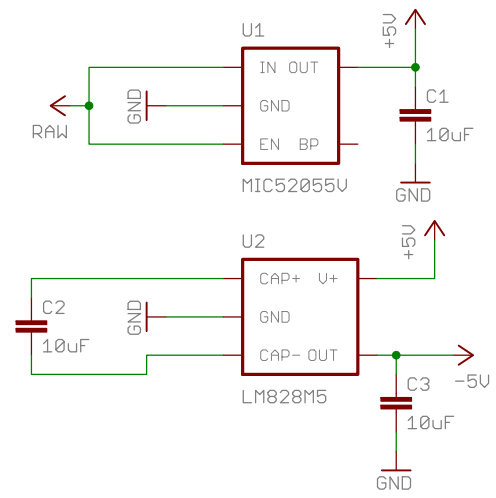 U1
+5V
IN OUT
GND
GND
EN BP
RAW
C1
10uF
MIC52055V
GND
U2
+5V
CAP+ V+
C2
GND
GND
10uF
CAP- OUT
-5V
C3
LM828M5
10uF
GND